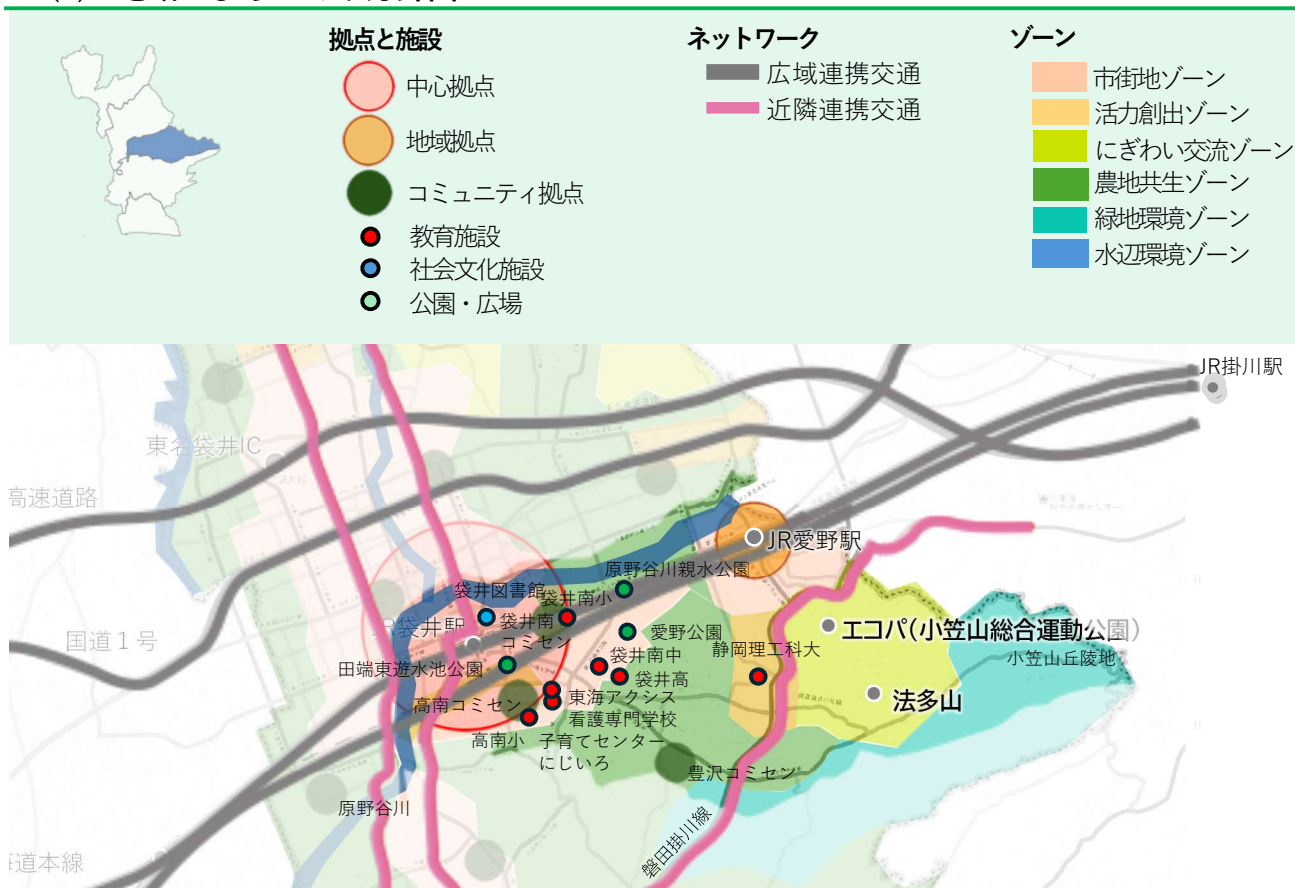 拠点と施設
中心拠点
地域拠点
コミュニティ拠点
教育施設
社会文化施設
公園・広場
ネットワーク
広域連携交通
近隣連携交通
ゾーン
市街地ゾーン
活力創出ゾーン
にぎわい交流ゾーン
農地共生ゾーン
緑地環境ゾーン
水辺環境ゾーン
JR掛川駅
東名袋井IC
高速道路
JR愛野駅
原野谷川親水公園
袋井図書館
袋井南小
JR袋井駅
袋井南
コミセン
国道1号
愛野公園
静岡理工科大
エコパ(小笠山総合運動公園)
小笠山丘陵地
田端東遊水池公園
袋井南中
袋井高
法多山
高南コミセン
東海アクシス
看護専門学校
高南小
子育てセンター
にじいろ
豊沢コミセン
原野谷川
磐田掛川線
道本線